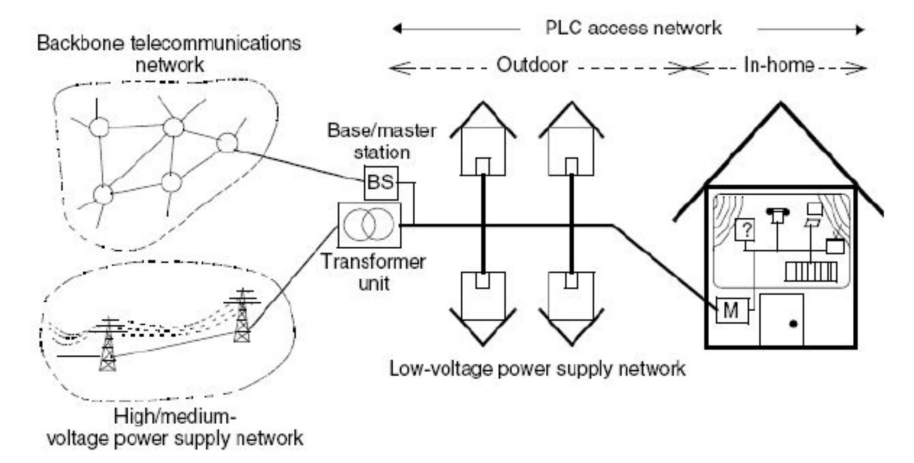 PLC access network
Backbone telecommunications
network
Outdoor
In-home
Base/master
station
BS
?
Transformer
unit
M
Low-voltage power supply network
High/medium-
voltage power supply network